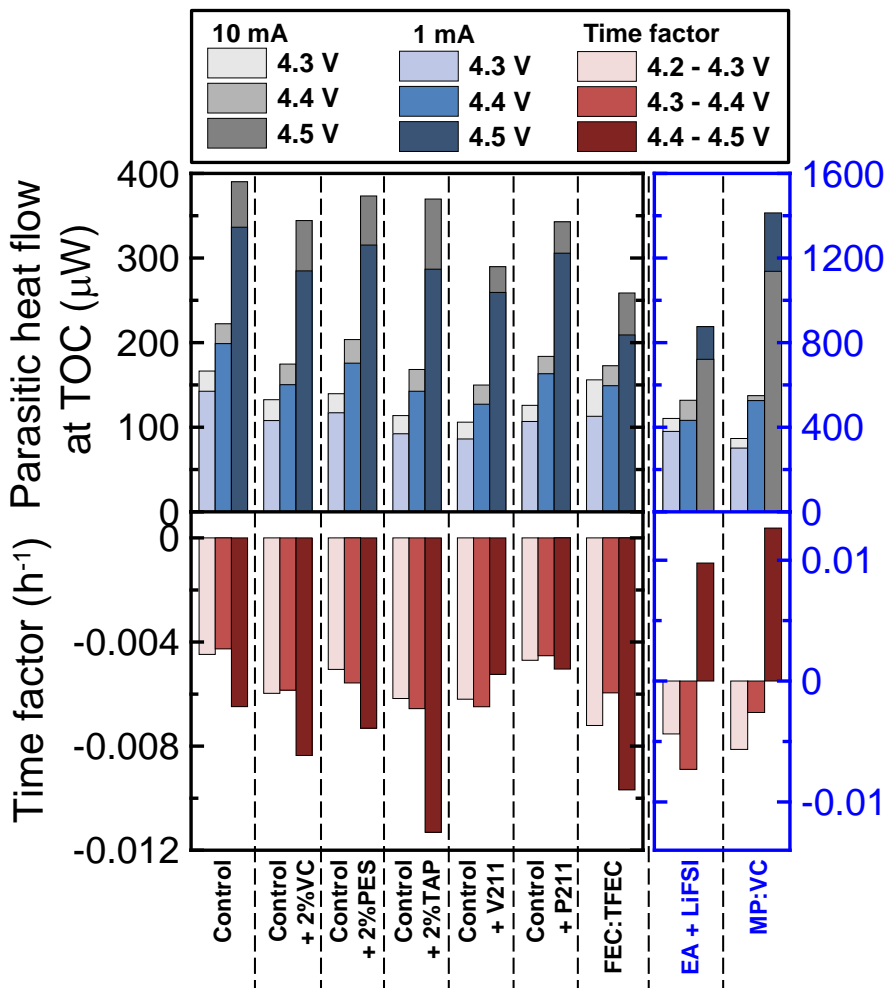 10 mA 1 mA Time factor
4.3 V 4.3 V 4.2 - 4.3 V
4.4 V 4.4 V 4.3 - 4.4 V
4.5 V 4.5 V 4.4 - 4.5 V
Parasitic heat flow
at TOC (μW)
400
300
200
100
0
1600
1200
800
400
0
Time factor (h⁻¹)
0
-0.004
-0.008
-0.012
0.01
0
-0.01
Control
Control
+ 2%VC
Control
+ 2%PES
Control
+ 2%TAP
Control
+ V211
Control
+ P211
FEC:TFEC
EA + LiFSI
MP:VC